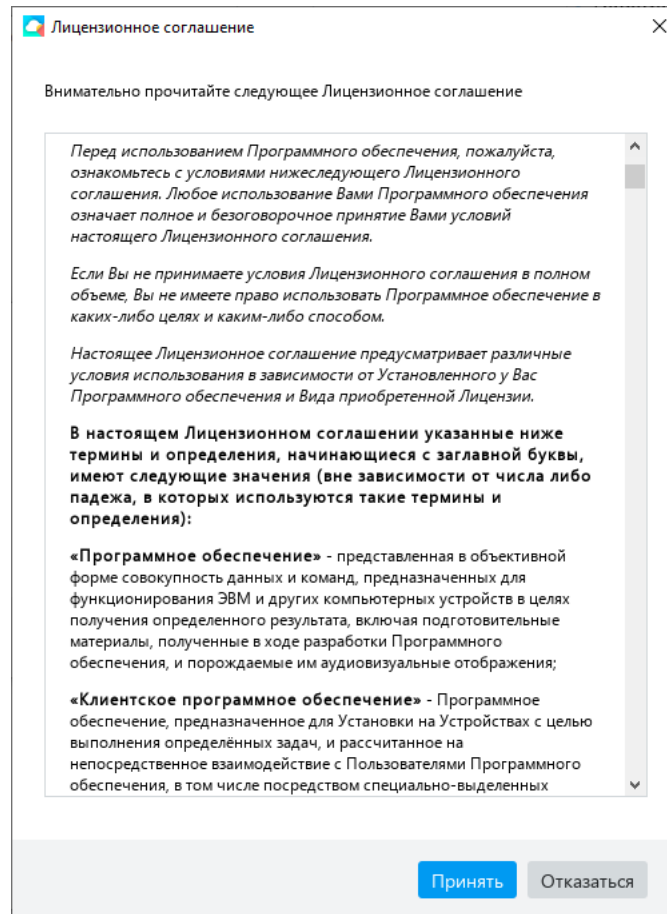 Лицензионное соглашение
Внимательно прочитайте следующее Лицензионное соглашение
Перед использованием Программного обеспечения, пожалуйста,
ознакомьтесь с условиями нижеследующего Лицензионного
соглашения. Любое использование Вами Программного обеспечения
означает полное и безоговорочное принятие Вами условий
настоящего Лицензионного соглашения.
Если Вы не принимаете условия Лицензионного соглашения в полном
объеме, Вы не имеете право использовать Программное обеспечение в
каких-либо целях и каким-либо способом.
Настоящее Лицензионное соглашение предусматривает различные
условия использования в зависимости от Установленного у Вас
Программного обеспечения и Вида приобретенной Лицензии.
В настоящем Лицензионном соглашении указанные ниже
термины и определения, начинающиеся с заглавной буквы,
имеют следующие значения (вне зависимости от числа либо
падежа, в которых используются такие термины и
определения):
«Программное обеспечение» - представленная в объективной
форме совокупность данных и команд, предназначенных для
функционирования ЭВМ и других компьютерных устройств в целях
получения определенного результата, включая подготовительные
материалы, полученные в ходе разработки Программного
обеспечения, и порождаемые им аудиовизуальные отображения;
«Клиентское программное обеспечение» - Программное
обеспечение, предназначенное для Установки на Устройствах с целью
выполнения определённых задач, и рассчитанное на
непосредственное взаимодействие с Пользователями Программного
обеспечения, в том числе посредством специально-выделенных
Принять Отказаться